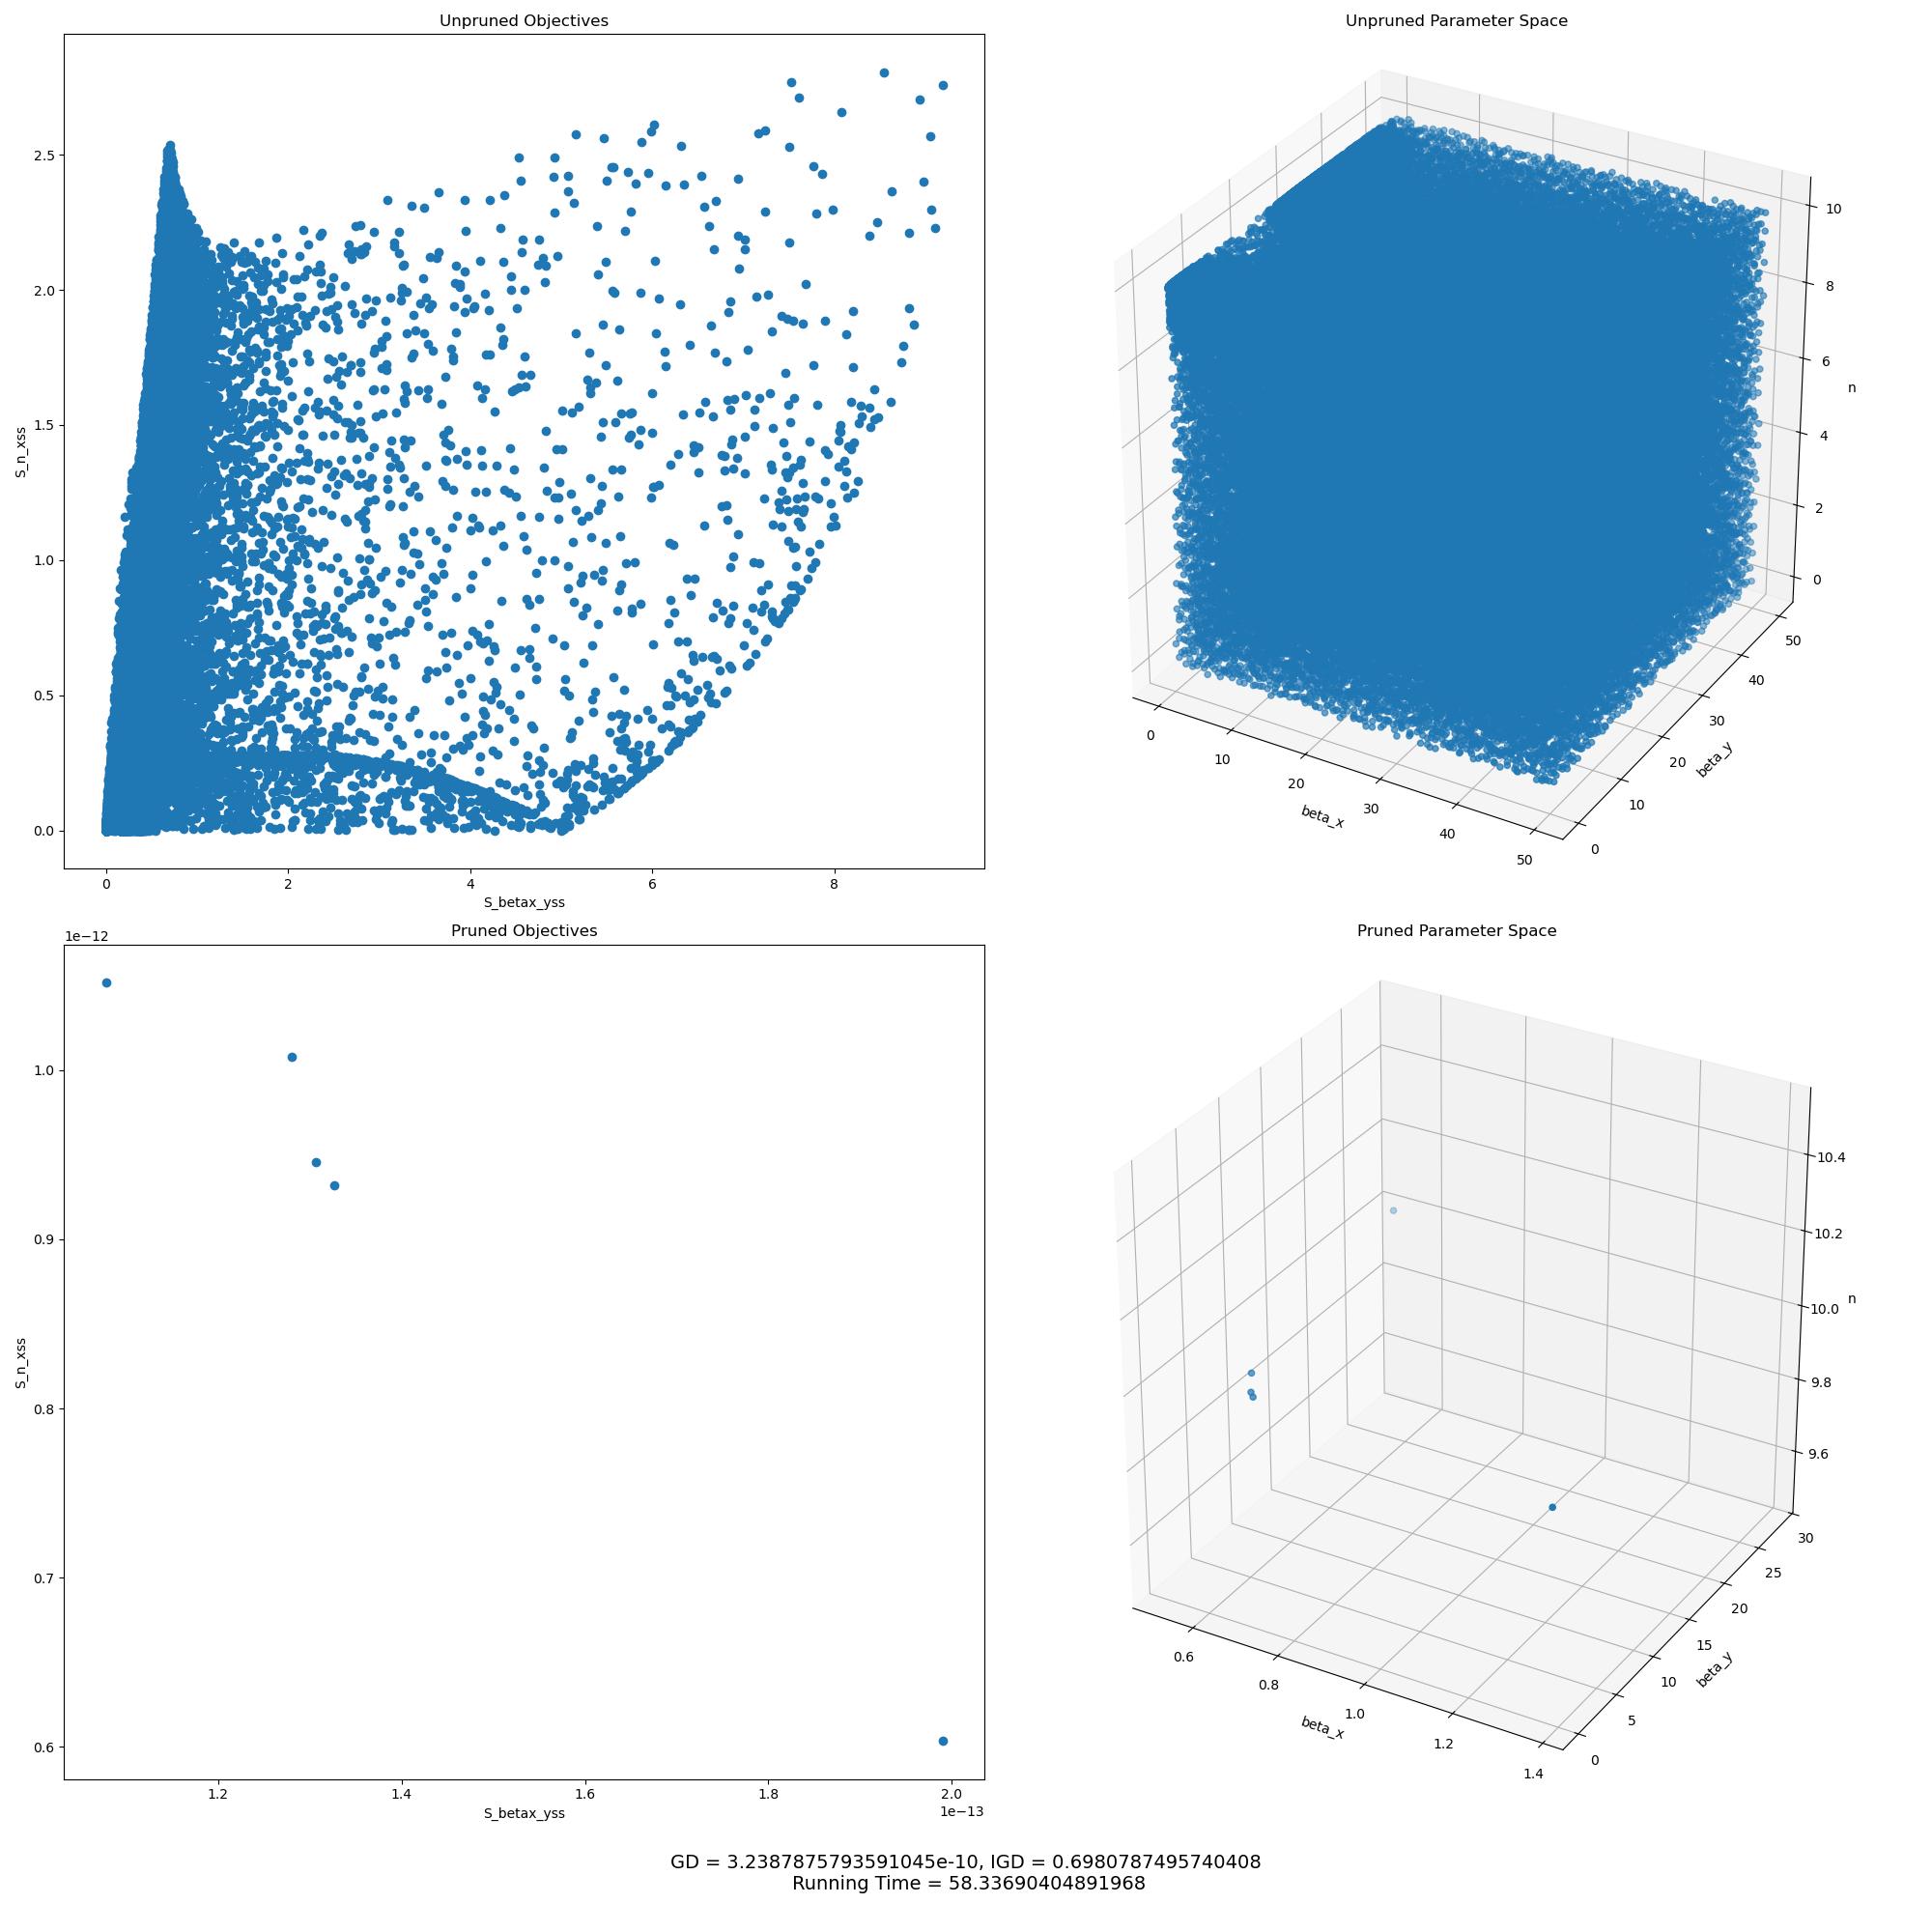 Unpruned Objectives
S_n_xss
2.5
2.0
1.5
1.0
0.5
0.0
0 2 4 6 8
S_betax_yss
Unpruned Parameter Space
10
8
6
4
2
0
n
0 10 20 30 40 50
beta_x
0 10 20 30 40 50
beta_y
Pruned Objectives
1e−12
S_n_xss
1.0
0.9
0.8
0.7
0.6
1.2 1.4 1.6 1.8 2.0
1e−13
S_betax_yss
Pruned Parameter Space
10.4
10.2
10.0
9.8
9.6
n
0.6 0.8 1.0 1.2 1.4
beta_x
0 5 10 15 20 25 30
beta_y
GD = 3.2387875793591045e-10, IGD = 0.6980787495740408
Running Time = 58.33690404891968